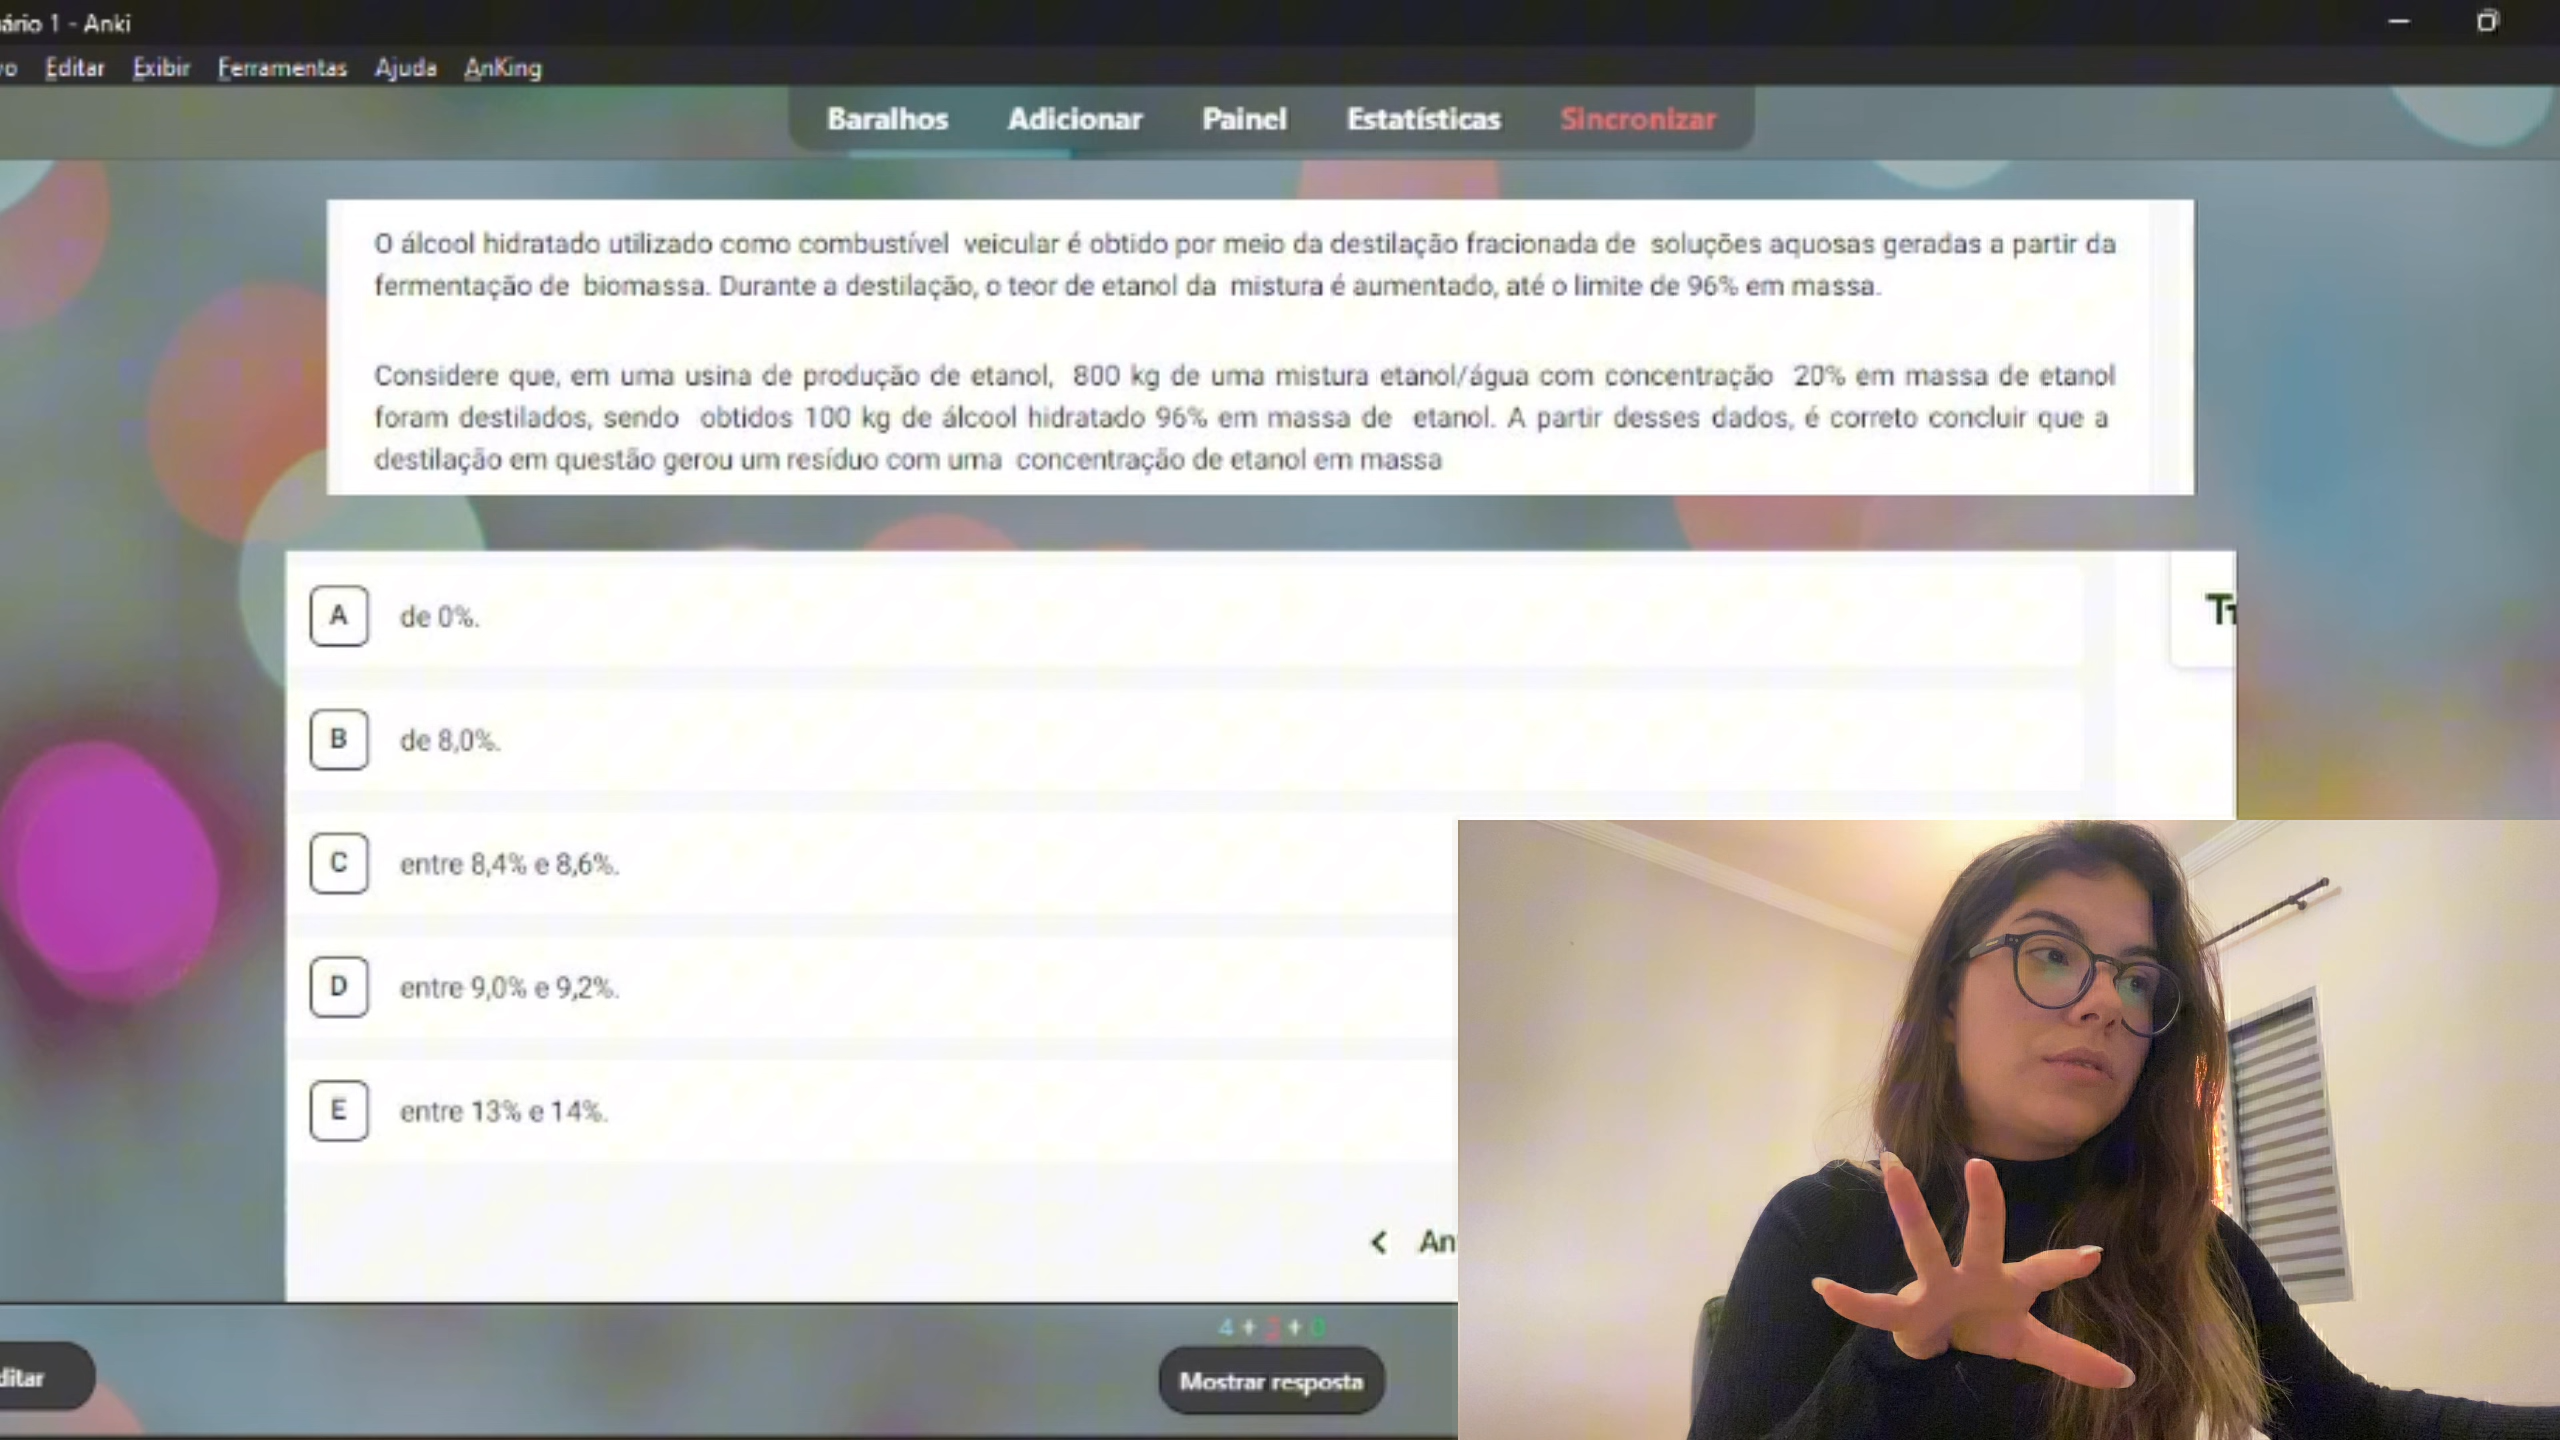 ário 1 - Anki
vo Editar Exibir Ferramentas Ajuda AnKing
Baralhos Adicionar Painel Estatísticas Sincronizar
O álcool hidratado utilizado como combustível veicular é obtido por meio da destilação fracionada de soluções aquosas geradas a partir da
fermentação de biomassa. Durante a destilação, o teor de etanol da mistura é aumentado, até o limite de 96% em massa.
Considere que, em uma usina de produção de etanol, 800 kg de uma mistura etanol/água com concentração 20% em massa de etanol
foram destilados, sendo obtidos 100 kg de álcool hidratado 96% em massa de etanol. A partir desses dados, é correto concluir que a
destilação em questão gerou um resíduo com uma concentração de etanol em massa
A de 0%.
B de 8,0%.
C entre 8,4% e 8,6%.
D entre 9,0% e 9,2%.
E entre 13% e 14%.
< An
4 + + 0
ditar
Mostrar resposta